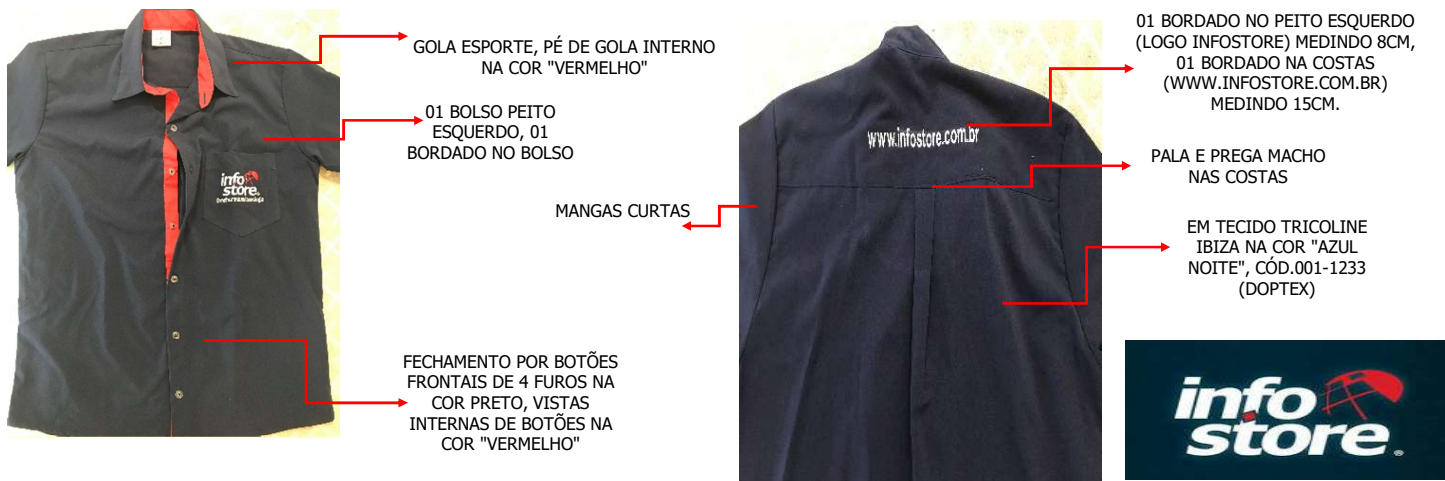 GOLA ESPORTE, PÉ DE GOLA INTERNO
NA COR "VERMELHO"
01 BOLSO PEITO
ESQUERDO, 01
BORDADO NO BOLSO
info
store.
MANGAS CURTAS
FECHAMENTO POR BOTÕES
FRONTAIS DE 4 FUROS NA
COR PRETO, VISTAS
INTERNAS DE BOTÕES NA
COR "VERMELHO"
www.infostore.com.br
01 BORDADO NO PEITO ESQUERDO
(LOGO INFOSTORE) MEDINDO 8CM,
01 BORDADO NA COSTAS
(WWW.INFOSTORE.COM.BR)
MEDINDO 15CM.
PALA E PREGA MACHO
NAS COSTAS
EM TECIDO TRICOLINE
IBIZA NA COR "AZUL
NOITE", CÓD.001-1233
(DOPTEX)
info
store®